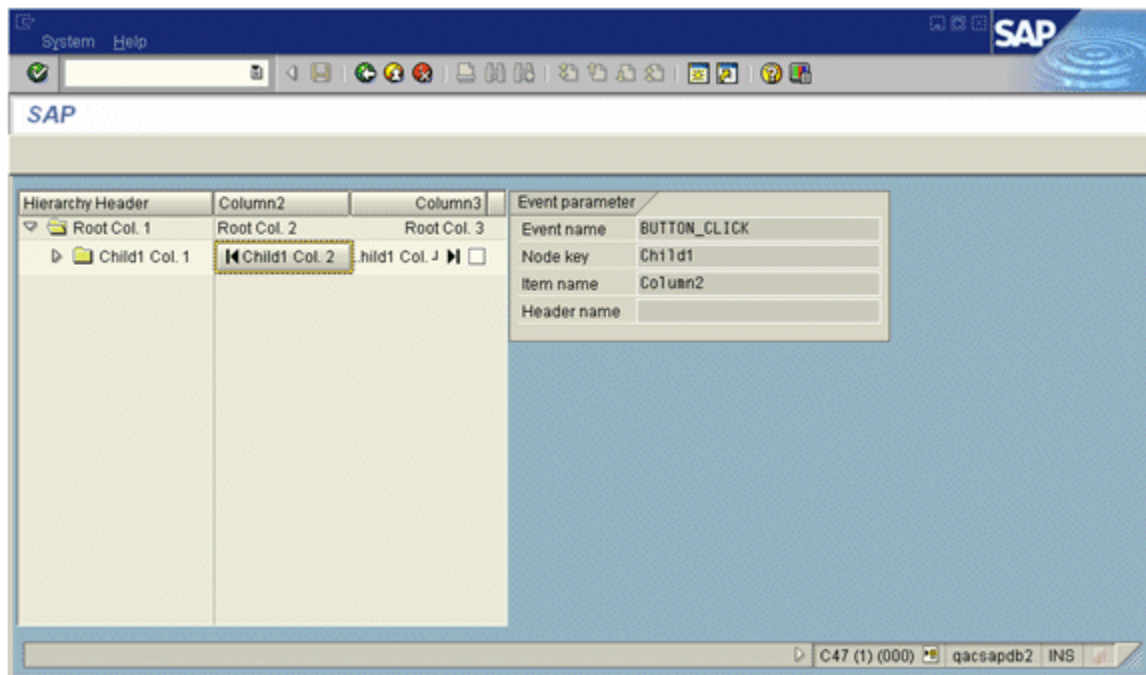 System Help
SAP
SAP
Hierarchy Header Column2 Column3
Root Col. 1 Root Col. 2 Root Col. 3
Child1 Col. 1 Child1 Col. 2 hild1 Col.
Event parameter
Event name BUTTON_CLICK
Node key Child1
Item name Column2
Header name
C47 (1) (000) qacsapdb2 INS